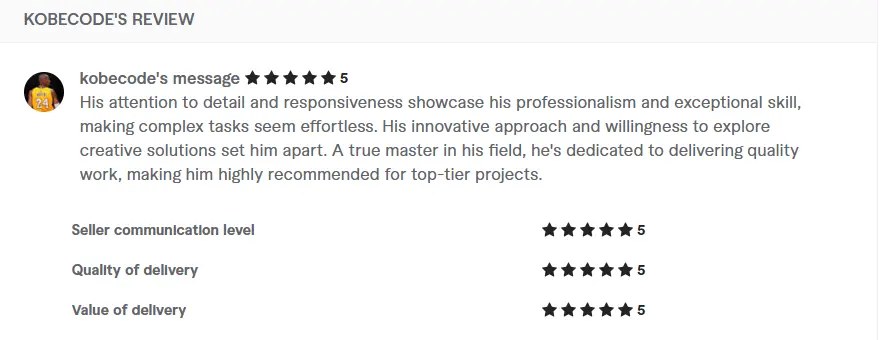 KOBECODE'S REVIEW
kobecode's message ★★★★★ 5
His attention to detail and responsiveness showcase his professionalism and exceptional skill,
making complex tasks seem effortless. His innovative approach and willingness to explore
creative solutions set him apart. A true master in his field, he's dedicated to delivering quality
work, making him highly recommended for top-tier projects.
Seller communication level ★★★★★ 5
Quality of delivery ★★★★★ 5
Value of delivery ★★★★★ 5
24